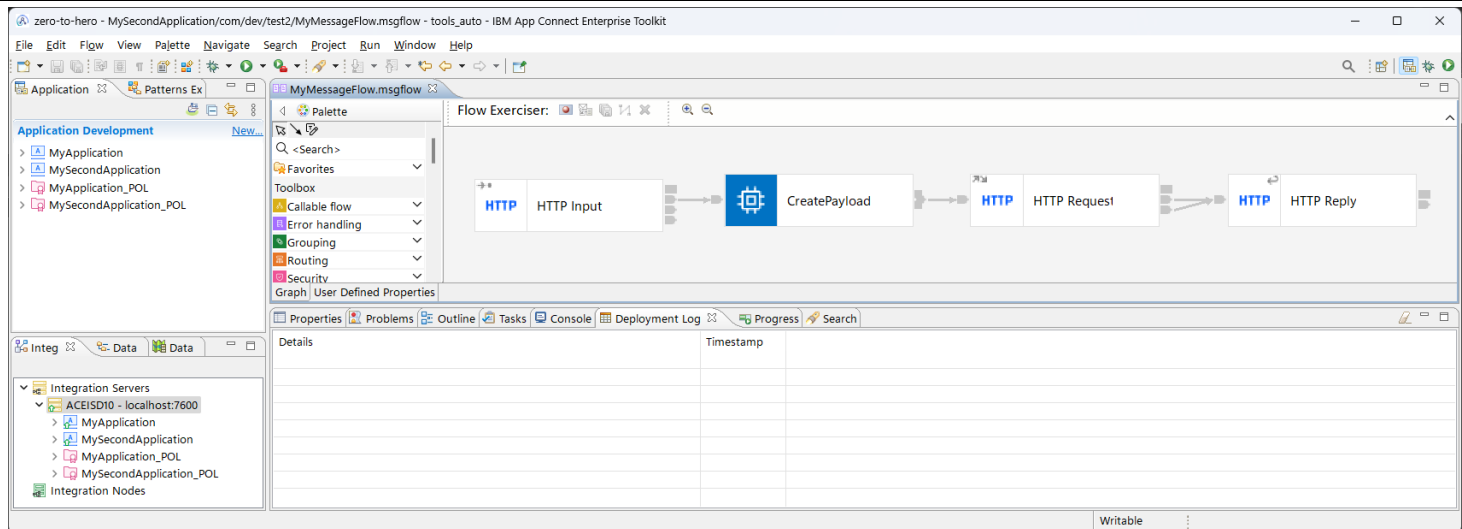 zero-to-hero - MySecondApplication/com/dev/test2/MyMessageFlow.msgflow - tools_auto - IBM App Connect Enterprise Toolkit
File Edit Flow View Palette Navigate Search Project Run Window Help
Application
Patterns Ex
Application Development New...
MyApplication
MySecondApplication
MyApplication_POL
MySecondApplication_POL
MyMessageFlow.msgflow
Palette
<Search>
Favorites
Toolbox
Callable flow
Error handling
Grouping
Routing
Security
Graph User Defined Properties
Flow Exerciser:
HTTP HTTP Input
CreatePayload
HTTP HTTP Request
HTTP HTTP Reply
Integ Data Data
Integration Servers
ACEISD10 - localhost:7600
MyApplication
MySecondApplication
MyApplication_POL
MySecondApplication_POL
Integration Nodes
Properties Problems Outline Tasks Console Deployment Log Progress Search
Details Timestamp
Writable